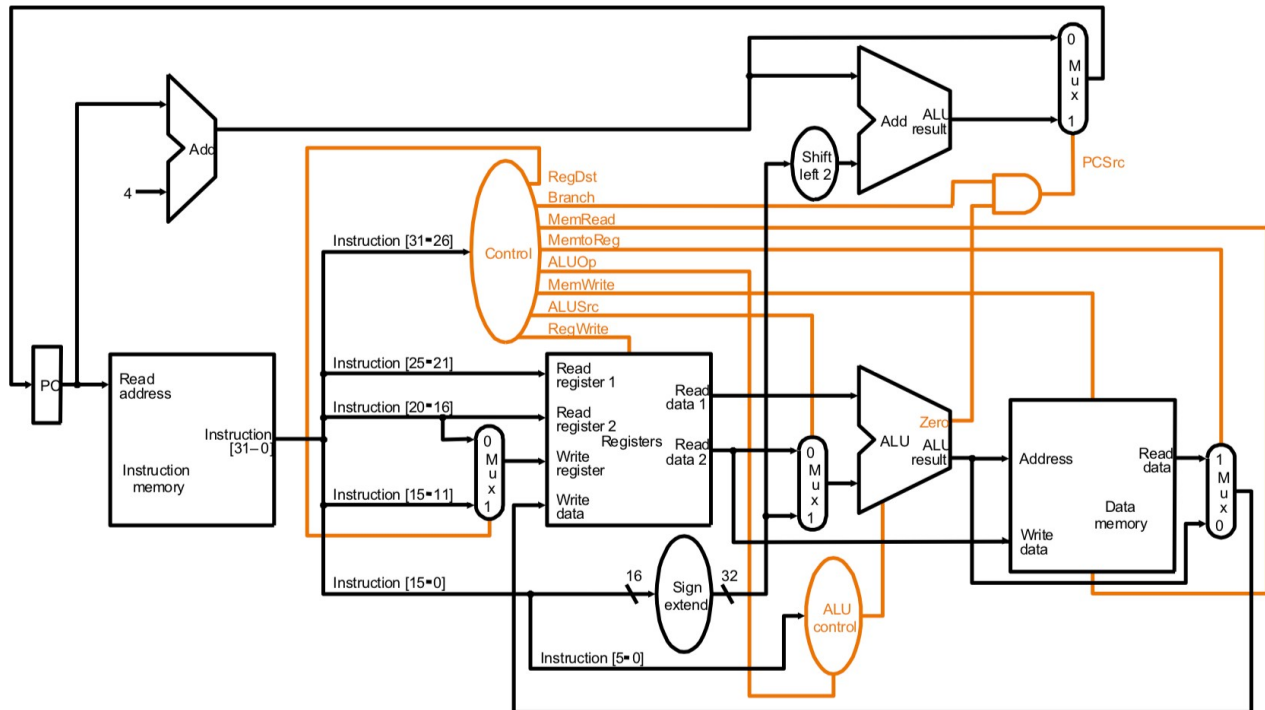 0
M
u
x
1
Add
Add
ALU
result
Shift
left 2
4
PCSrc
RegDst
Branch
MemRead
MemtoReg
ALUOp
MemWrite
ALUSrc
RegWrite
Control
Instruction [31-26]
Instruction [25-21]
Instruction [20-16]
Instruction [15-11]
Instruction [15-0]
Instruction [5-0]
PC
Read
address
Instruction
[31-0]
Instruction
memory
0
M
u
x
1
Read
register 1
Read
register 2
Write
register
Write
data
Registers
Read
data 1
Read
data 2
0
M
u
x
1
Zero
ALU
ALU
result
Address
Write
data
Read
data
Data
memory
1
M
u
x
0
16
Sign
extend
32
ALU
control